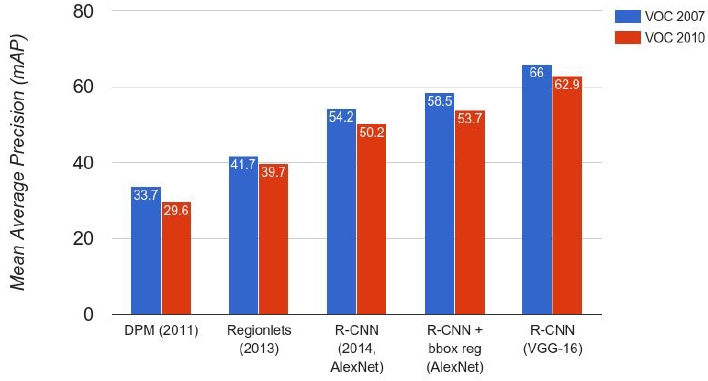 80
60
40
20
0
Mean Average Precision (mAP)
VOC 2007
VOC 2010
33.7
29.6
41.7
39.7
54.2
50.2
58.5
53.7
66
62.9
DPM (2011)
Regionlets
(2013)
R-CNN
(2014,
AlexNet)
R-CNN +
bbox reg
(AlexNet)
R-CNN
(VGG-16)